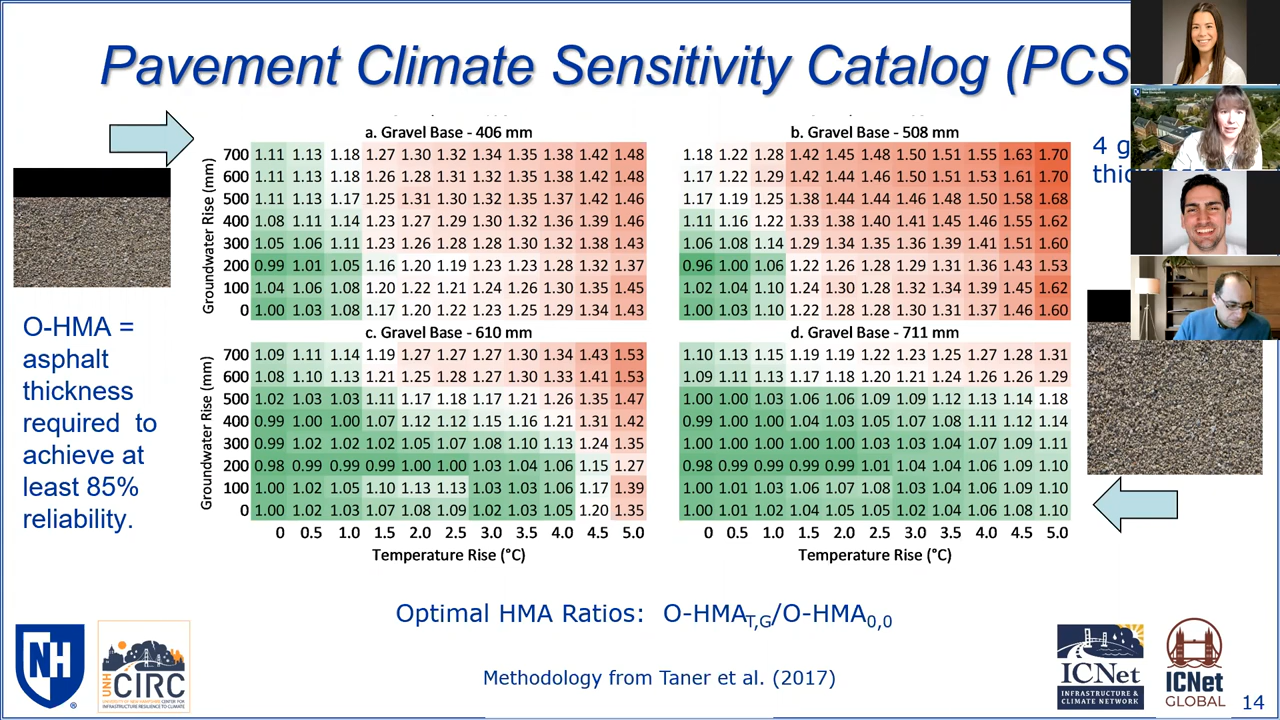 Pavement Climate Sensitivity Catalog (PCS
a. Gravel Base - 406 mm
Groundwater Rise (mm)
700 1.11 1.13 1.18 1.27 1.30 1.32 1.34 1.35 1.38 1.42 1.48
600 1.11 1.13 1.18 1.26 1.28 1.31 1.32 1.35 1.38 1.42 1.48
500 1.11 1.13 1.17 1.25 1.31 1.30 1.32 1.35 1.37 1.42 1.46
400 1.08 1.11 1.14 1.23 1.27 1.29 1.30 1.32 1.36 1.39 1.46
300 1.05 1.06 1.11 1.23 1.26 1.28 1.28 1.30 1.32 1.38 1.43
200 0.99 1.01 1.05 1.16 1.20 1.19 1.23 1.23 1.28 1.32 1.37
100 1.04 1.06 1.08 1.20 1.22 1.21 1.24 1.26 1.30 1.35 1.45
0 1.00 1.03 1.08 1.17 1.20 1.22 1.23 1.25 1.29 1.34 1.43
b. Gravel Base - 508 mm
1.18 1.22 1.28 1.42 1.45 1.48 1.50 1.51 1.55 1.63 1.70
1.17 1.22 1.29 1.42 1.44 1.46 1.50 1.51 1.53 1.61 1.70
1.17 1.19 1.25 1.38 1.44 1.44 1.46 1.48 1.50 1.58 1.68
1.11 1.16 1.22 1.33 1.38 1.40 1.41 1.45 1.46 1.55 1.62
1.06 1.08 1.14 1.29 1.34 1.35 1.36 1.39 1.41 1.51 1.60
0.96 1.00 1.06 1.22 1.26 1.28 1.29 1.31 1.36 1.43 1.53
1.02 1.04 1.10 1.24 1.30 1.28 1.32 1.34 1.39 1.45 1.62
1.00 1.03 1.10 1.22 1.28 1.28 1.30 1.31 1.37 1.46 1.60
4 g
thic
c. Gravel Base - 610 mm
Groundwater Rise (mm)
700 1.09 1.11 1.14 1.19 1.27 1.27 1.27 1.30 1.34 1.43 1.53
600 1.08 1.10 1.13 1.21 1.25 1.28 1.27 1.30 1.33 1.41 1.53
500 1.02 1.03 1.03 1.11 1.17 1.18 1.17 1.21 1.26 1.35 1.47
400 0.99 1.00 1.00 1.07 1.12 1.12 1.15 1.16 1.21 1.31 1.42
300 0.99 1.02 1.02 1.02 1.05 1.07 1.08 1.10 1.13 1.24 1.35
200 0.98 0.99 0.99 0.99 1.00 1.00 1.03 1.04 1.06 1.15 1.27
100 1.00 1.02 1.05 1.10 1.13 1.13 1.03 1.03 1.06 1.17 1.39
0 1.00 1.02 1.03 1.07 1.08 1.09 1.02 1.03 1.05 1.20 1.35
0 0.5 1.0 1.5 2.0 2.5 3.0 3.5 4.0 4.5 5.0
Temperature Rise (°C)
d. Gravel Base - 711 mm
1.10 1.13 1.15 1.19 1.19 1.22 1.23 1.25 1.27 1.28 1.31
1.09 1.11 1.13 1.17 1.18 1.20 1.21 1.24 1.26 1.26 1.29
1.00 1.00 1.03 1.06 1.06 1.09 1.09 1.12 1.13 1.14 1.18
0.99 1.00 1.00 1.04 1.03 1.05 1.07 1.08 1.11 1.12 1.14
1.00 1.00 1.00 1.00 1.00 1.03 1.03 1.04 1.07 1.09 1.11
0.98 0.99 0.99 0.99 0.99 1.01 1.04 1.04 1.06 1.09 1.10
1.00 1.01 1.03 1.06 1.07 1.08 1.03 1.04 1.06 1.09 1.10
1.00 1.01 1.02 1.04 1.05 1.05 1.02 1.04 1.06 1.08 1.10
0 0.5 1.0 1.5 2.0 2.5 3.0 3.5 4.0 4.5 5.0
Temperature Rise (°C)
O-HMA =
asphalt
thickness
required to
achieve at
least 85%
reliability.
Optimal HMA Ratios: O-HMAT,G/O-HMA0,0
Methodology from Taner et al. (2017)
NH
UNH
CIRC
UNIVERSITY OF NEW HAMPSHIRE CENTER FOR
INFRASTRUCTURE RESILIENCE TO CLIMATE
ICNet
INFRASTRUCTURE &
CLIMATE NETWORK
ICNet
GLOBAL
14